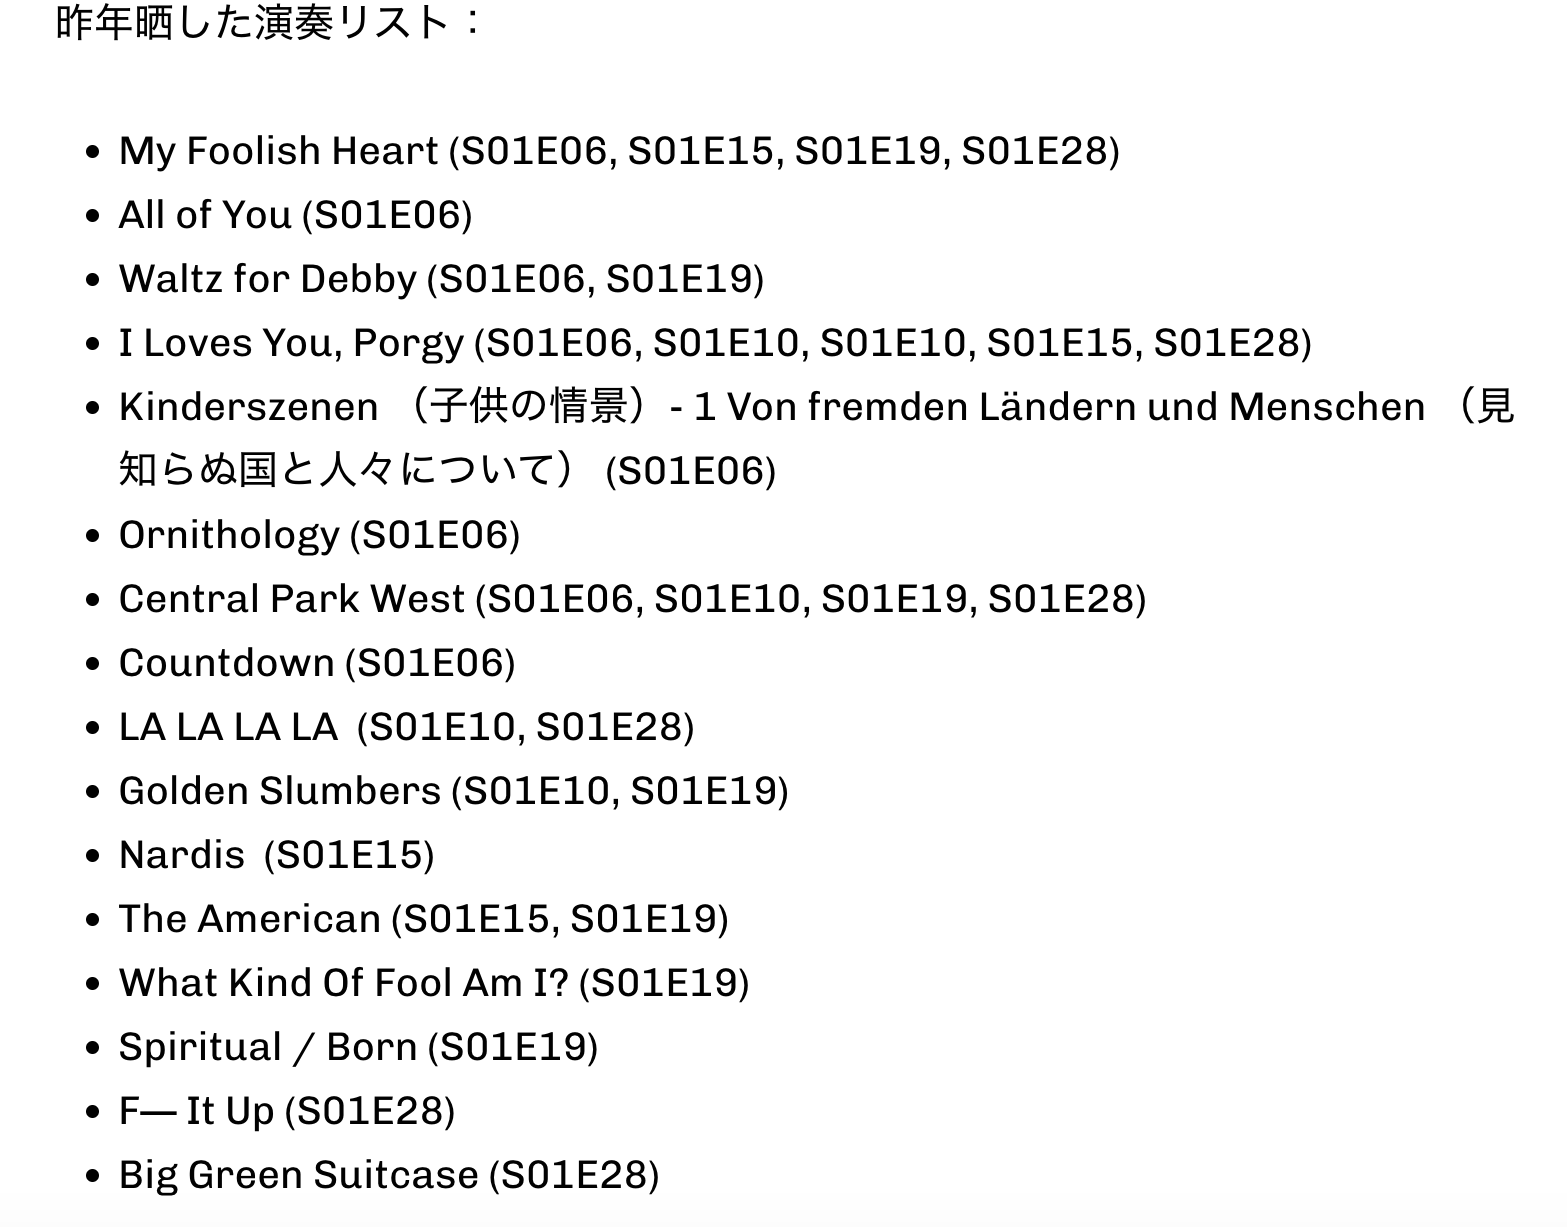 昨年晒した演奏リスト：
• My Foolish Heart (S01E06, S01E15, S01E19, S01E28)
• All of You (S01E06)
• Waltz for Debby (S01E06, S01E19)
• I Loves You, Porgy (S01E06, S01E10, S01E10, S01E15, S01E28)
• Kinderszenen （子供の情景）- 1 Von fremden Ländern und Menschen （見
知らぬ国と人々について） (S01E06)
• Ornithology (S01E06)
• Central Park West (S01E06, S01E10, S01E19, S01E28)
• Countdown (S01E06)
• LA LA LA LA (S01E10, S01E28)
• Golden Slumbers (S01E10, S01E19)
• Nardis (S01E15)
• The American (S01E15, S01E19)
• What Kind Of Fool Am I? (S01E19)
• Spiritual / Born (S01E19)
• F— It Up (S01E28)
• Big Green Suitcase (S01E28)